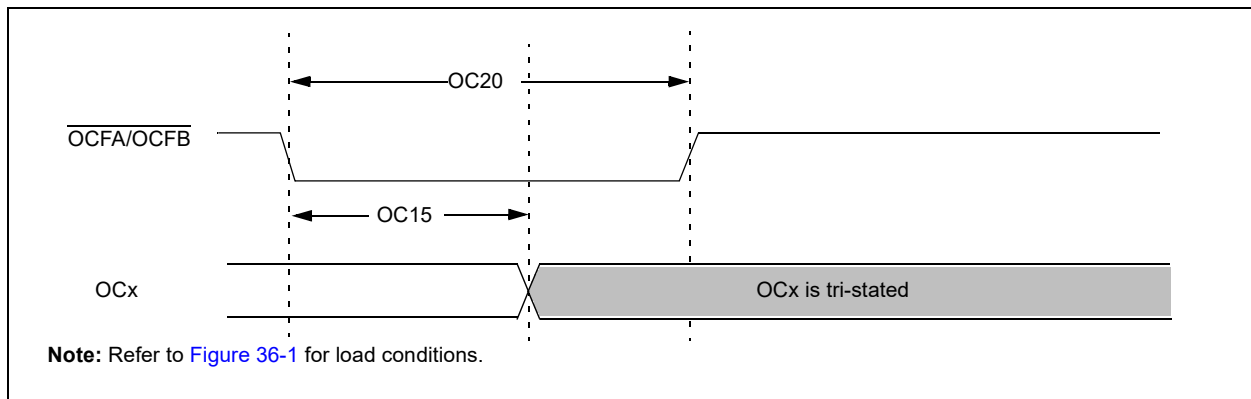 OC20
OCFA/OCFB
OC15
OCx
OCx is tri-stated
Note: Refer to Figure 36-1 for load conditions.